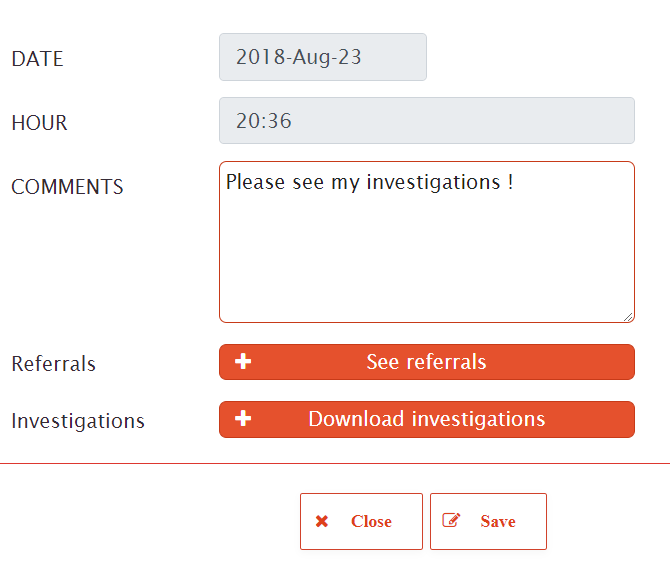 DATE 2018-Aug-23
HOUR 20:36
COMMENTS Please see my investigations !
Referrals See referrals
Investigations Download investigations
Close Save